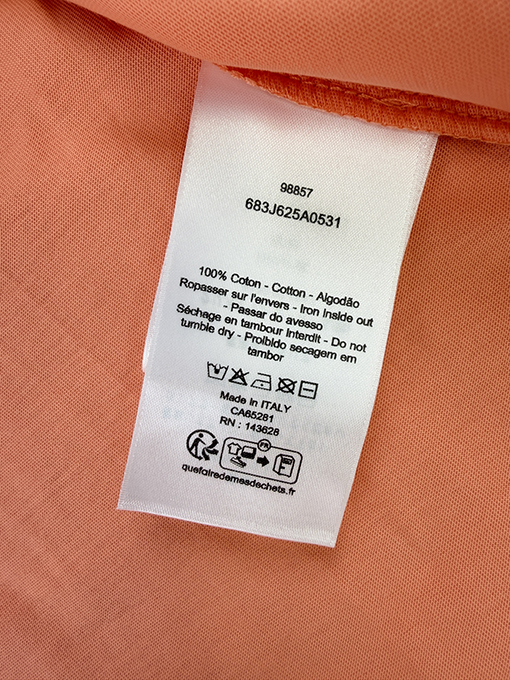 98857
683J625A0531
100% Coton - Cotton - Algodão
Ropasser sur l'envers - Iron inside out
- Passar do avesso
Séchage en tambour interdit - Do not
tumble dry - Proibido secagem em
tambor
Made in ITALY
CA65281
RN : 143628
FR
quefairedemesdechets.fr